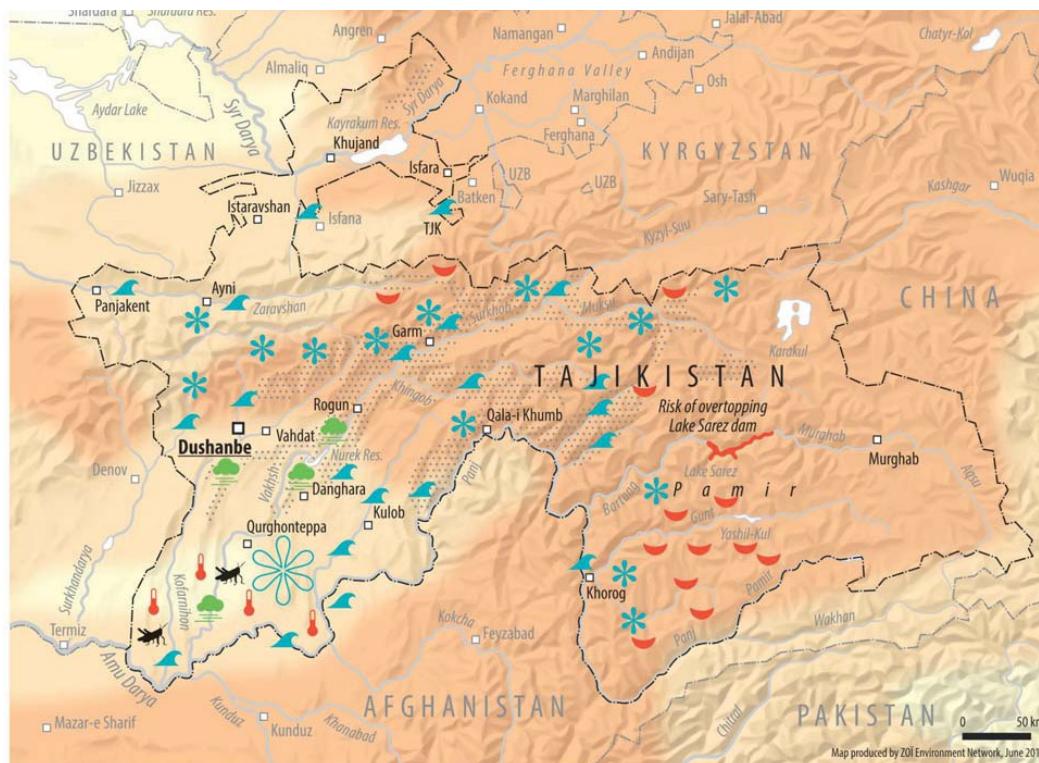 Shardara Res.
Angren
Namangan
Jalal-Abad
Chatyr-Kol
Almaliq
Andijan
Ferghana Valley
Osh
Aydar Lake
Syr Darya
Syr Darya
Kokand
Marghilan
Kayrakum Res.
Ferghana
UZBEKISTAN
Khujand
KYRGYZSTAN
Isfara
UZB
UZB
Wuqia
Jizzax
Batken
Kashgar
Istaravshan
Isfana
TJK
Sary-Tash
Kyzyl-Suu
Panjakent
Ayni
Zaravshan
Surkhob
Muksu
CHINA
Garm
Karakul
Khingob
TAJIKISTAN
Rogun
Qala-i Khumb
Risk of overtopping
Lake Sarez dam
Dushanbe
Vahdat
Murghab
Murghab
Nurek Res.
Lake Sarez
Denov
Vakhsh
Panj
Danghara
Bartang
Pamir
Aqsu
Kulob
Gunt
Yashil-Kul
Qurghonteppa
Surkhandarya
Kofarnihon
Khorog
Pamir
Termiz
Kokcha
Feyzabad
Panj
Wakhan
Amu Darya
Kunduz
AFGHANISTAN
Mazar-e Sharif
Kunduz
Khanabad
Chitral
PAKISTAN
0 50
Map produced by ZOÏ Environment Network, June